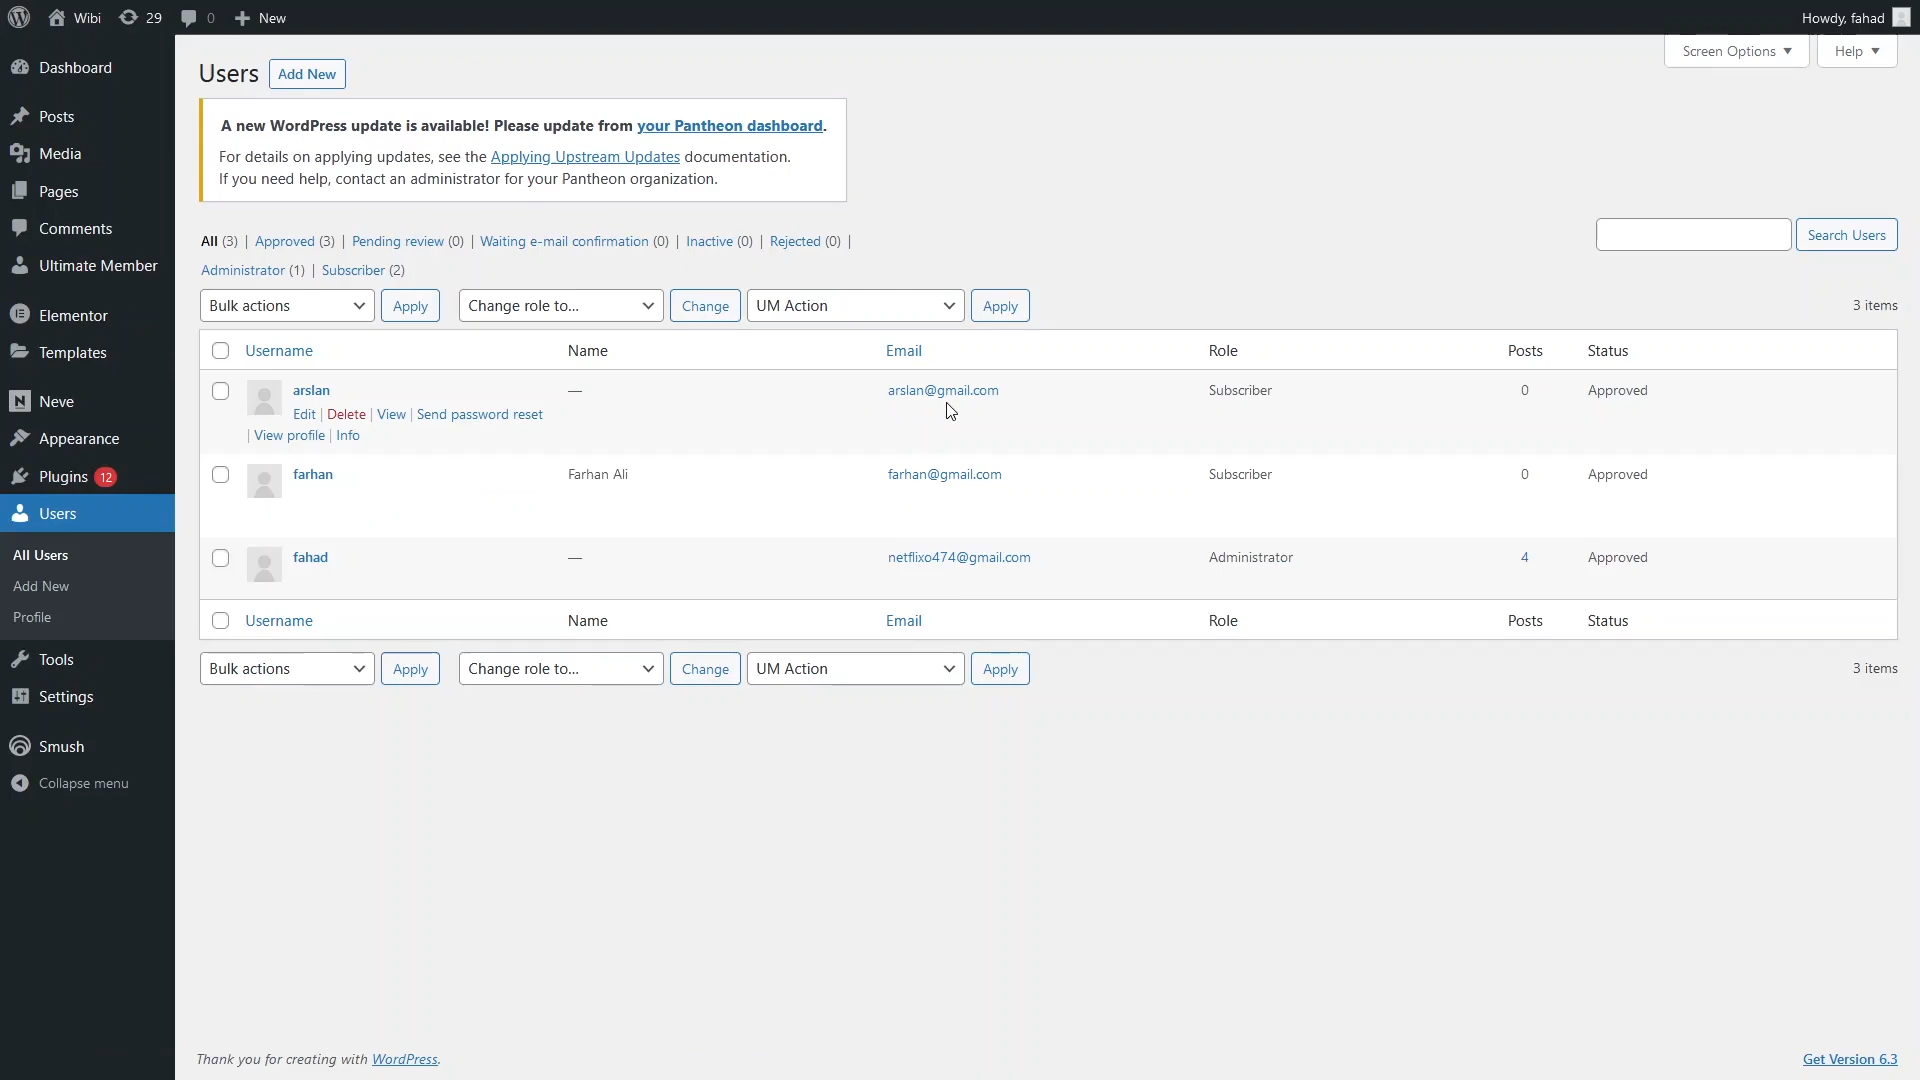 Wibi 29 0 New Howdy, fahad
Screen Options Help
Dashboard
Posts
Media
Pages
Comments
Ultimate Member
Elementor
Templates
Neve
Appearance
Plugins 12
Users
All Users
Add New
Profile
Tools
Settings
Smush
Collapse menu
Users Add New
A new WordPress update is available! Please update from your Pantheon dashboard.
For details on applying updates, see the Applying Upstream Updates documentation.
If you need help, contact an administrator for your Pantheon organization.
All (3) | Approved (3) | Pending review (0) | Waiting e-mail confirmation (0) | Inactive (0) | Rejected (0) |
Search Users
Administrator (1) | Subscriber (2)
Bulk actions Apply Change role to... Change UM Action Apply 3 items
Username Name Email Role Posts Status
arslan — arslan@gmail.com Subscriber 0 Approved
Edit | Delete | View | Send password reset
| View profile | Info
farhan Farhan Ali farhan@gmail.com Subscriber 0 Approved
fahad — netflixo474@gmail.com Administrator 4 Approved
Username Name Email Role Posts Status
Bulk actions Apply Change role to... Change UM Action Apply 3 items
Thank you for creating with WordPress. Get Version 6.3